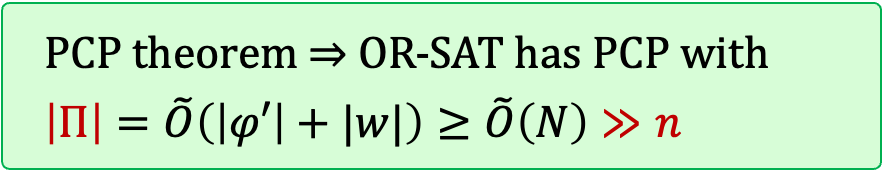 PCP theorem ⇒ OR-SAT has PCP with
|Π| = Õ(|φ′| + |w|) ≥ Õ(N) ≫ n